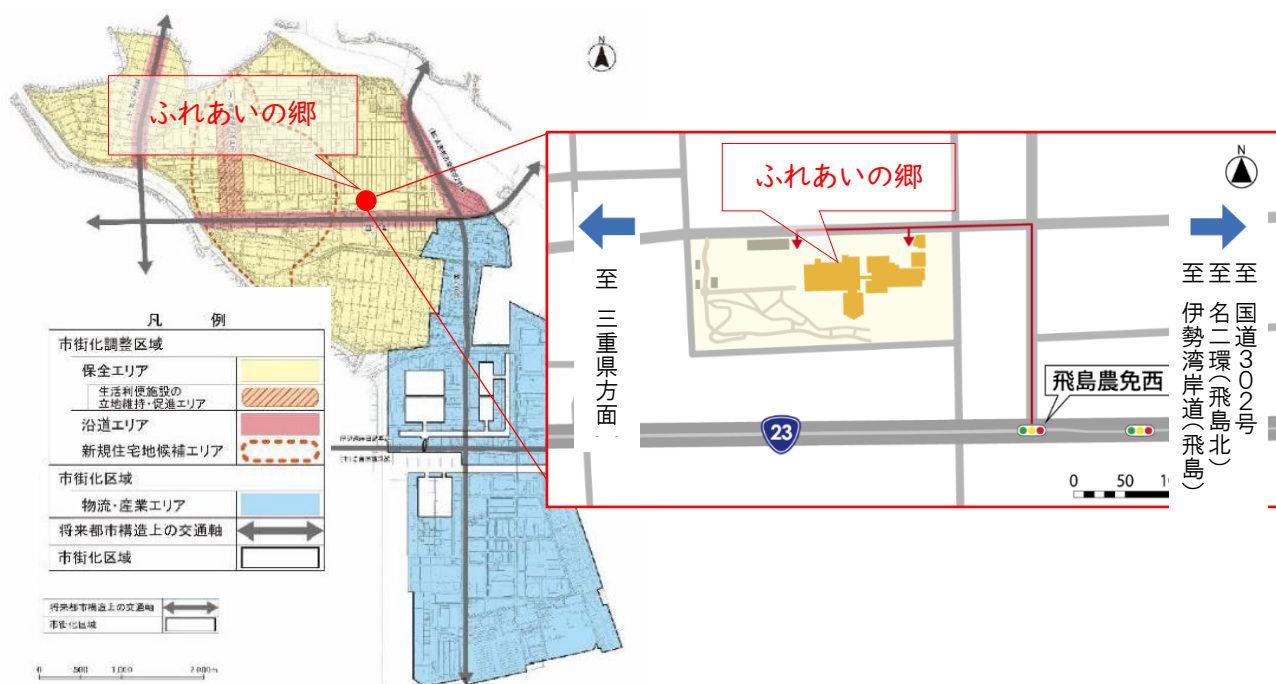 N
ふれあいの郷
凡 例
市街化調整区域
保全エリア
生活利便施設の
立地維持・促進エリア
沿道エリア
新規住宅地候補エリア
市街化区域
物流・産業エリア
将来都市構造上の交通軸
市街化区域
将来都市構造上の交通軸
市街化区域
0 500 1,000 2,000m
N
ふれあいの郷
至 三重県方面
至 国道302号
至 名二環(飛島北)
至 伊勢湾岸道(飛島)
飛島農免西
23
0 50